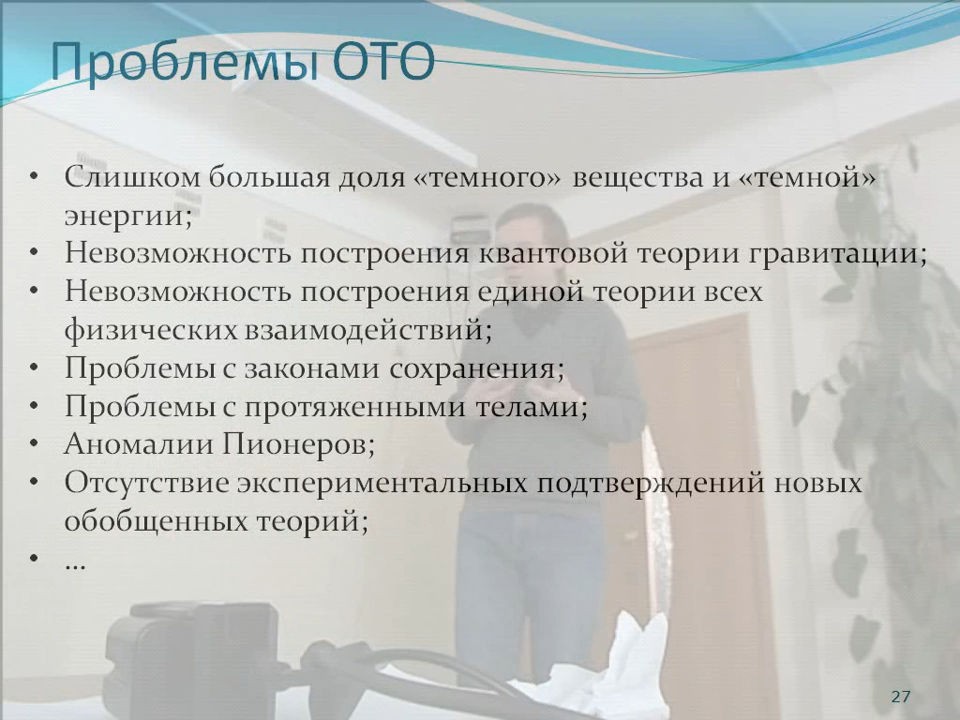 Проблемы ОТО
• Слишком большая доля «темного» вещества и «темной»
энергии;
• Невозможность построения квантовой теории гравитации;
• Невозможность построения единой теории всех
физических взаимодействий;
• Проблемы с законами сохранения;
• Проблемы с протяженными телами;
• Аномалии Пионеров;
• Отсутствие экспериментальных подтверждений новых
обобщенных теорий;
• ...
27